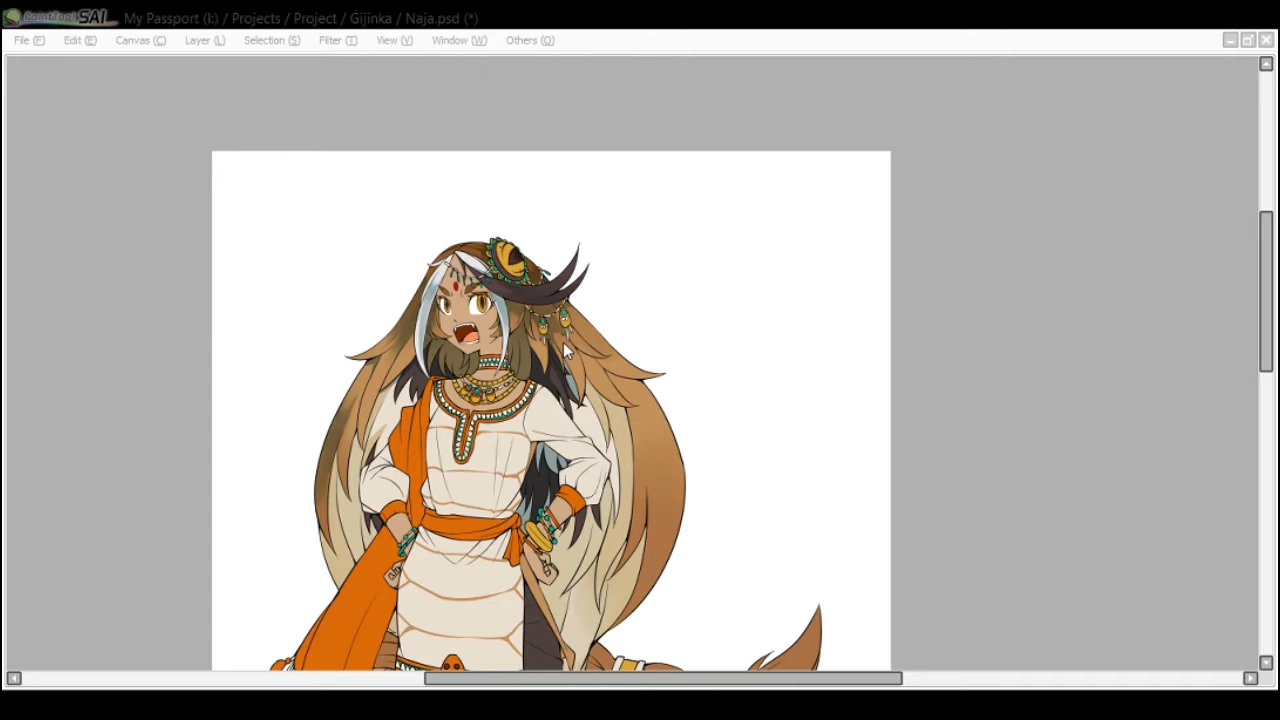 PaintTool SAI My Passport (I:) / Projects / Project / Gijinka / Naja.psd (*)
File (F) Edit (E) Canvas (C) Layer (L) Selection (S) Filter (T) View (V) Window (W) Others (O)